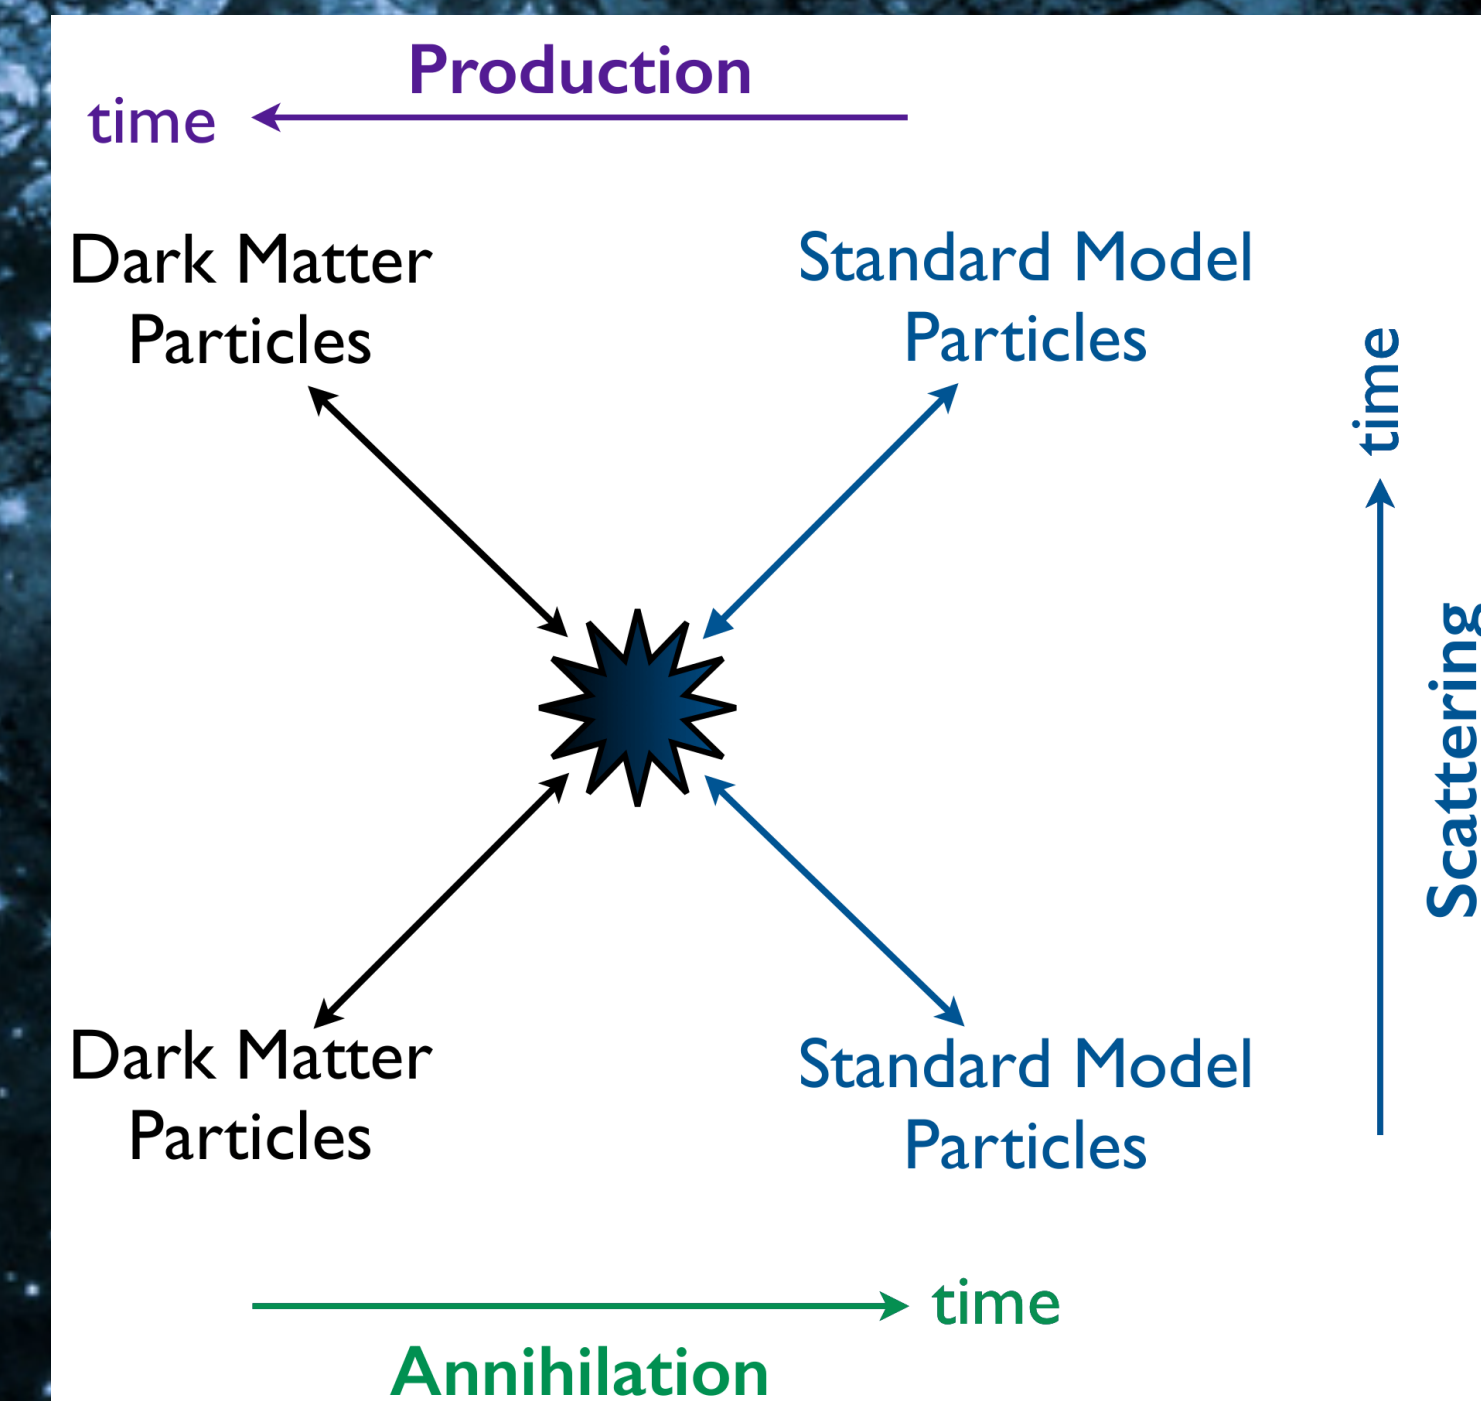 Production
time
Dark Matter
Particles
Standard Model
Particles
time
Scattering
Dark Matter
Particles
Standard Model
Particles
time
Annihilation